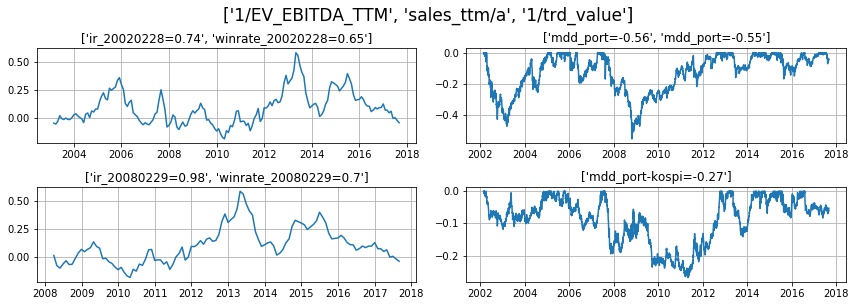 ['1/EV_EBITDA_TTM', 'sales_ttm/a', '1/trd_value']
['ir_20020228=0.74', 'winrate_20020228=0.65']
0.50
0.25
0.00
2004 2006 2008 2010 2012 2014 2016 2018
['mdd_port=-0.56', 'mdd_port=-0.55']
0.0
−0.2
−0.4
2002 2004 2006 2008 2010 2012 2014 2016 2018
['ir_20080229=0.98', 'winrate_20080229=0.7']
0.50
0.25
0.00
2008 2009 2010 2011 2012 2013 2014 2015 2016 2017 2018
['mdd_port-kospi=-0.27']
0.0
−0.1
−0.2
2002 2004 2006 2008 2010 2012 2014 2016 2018